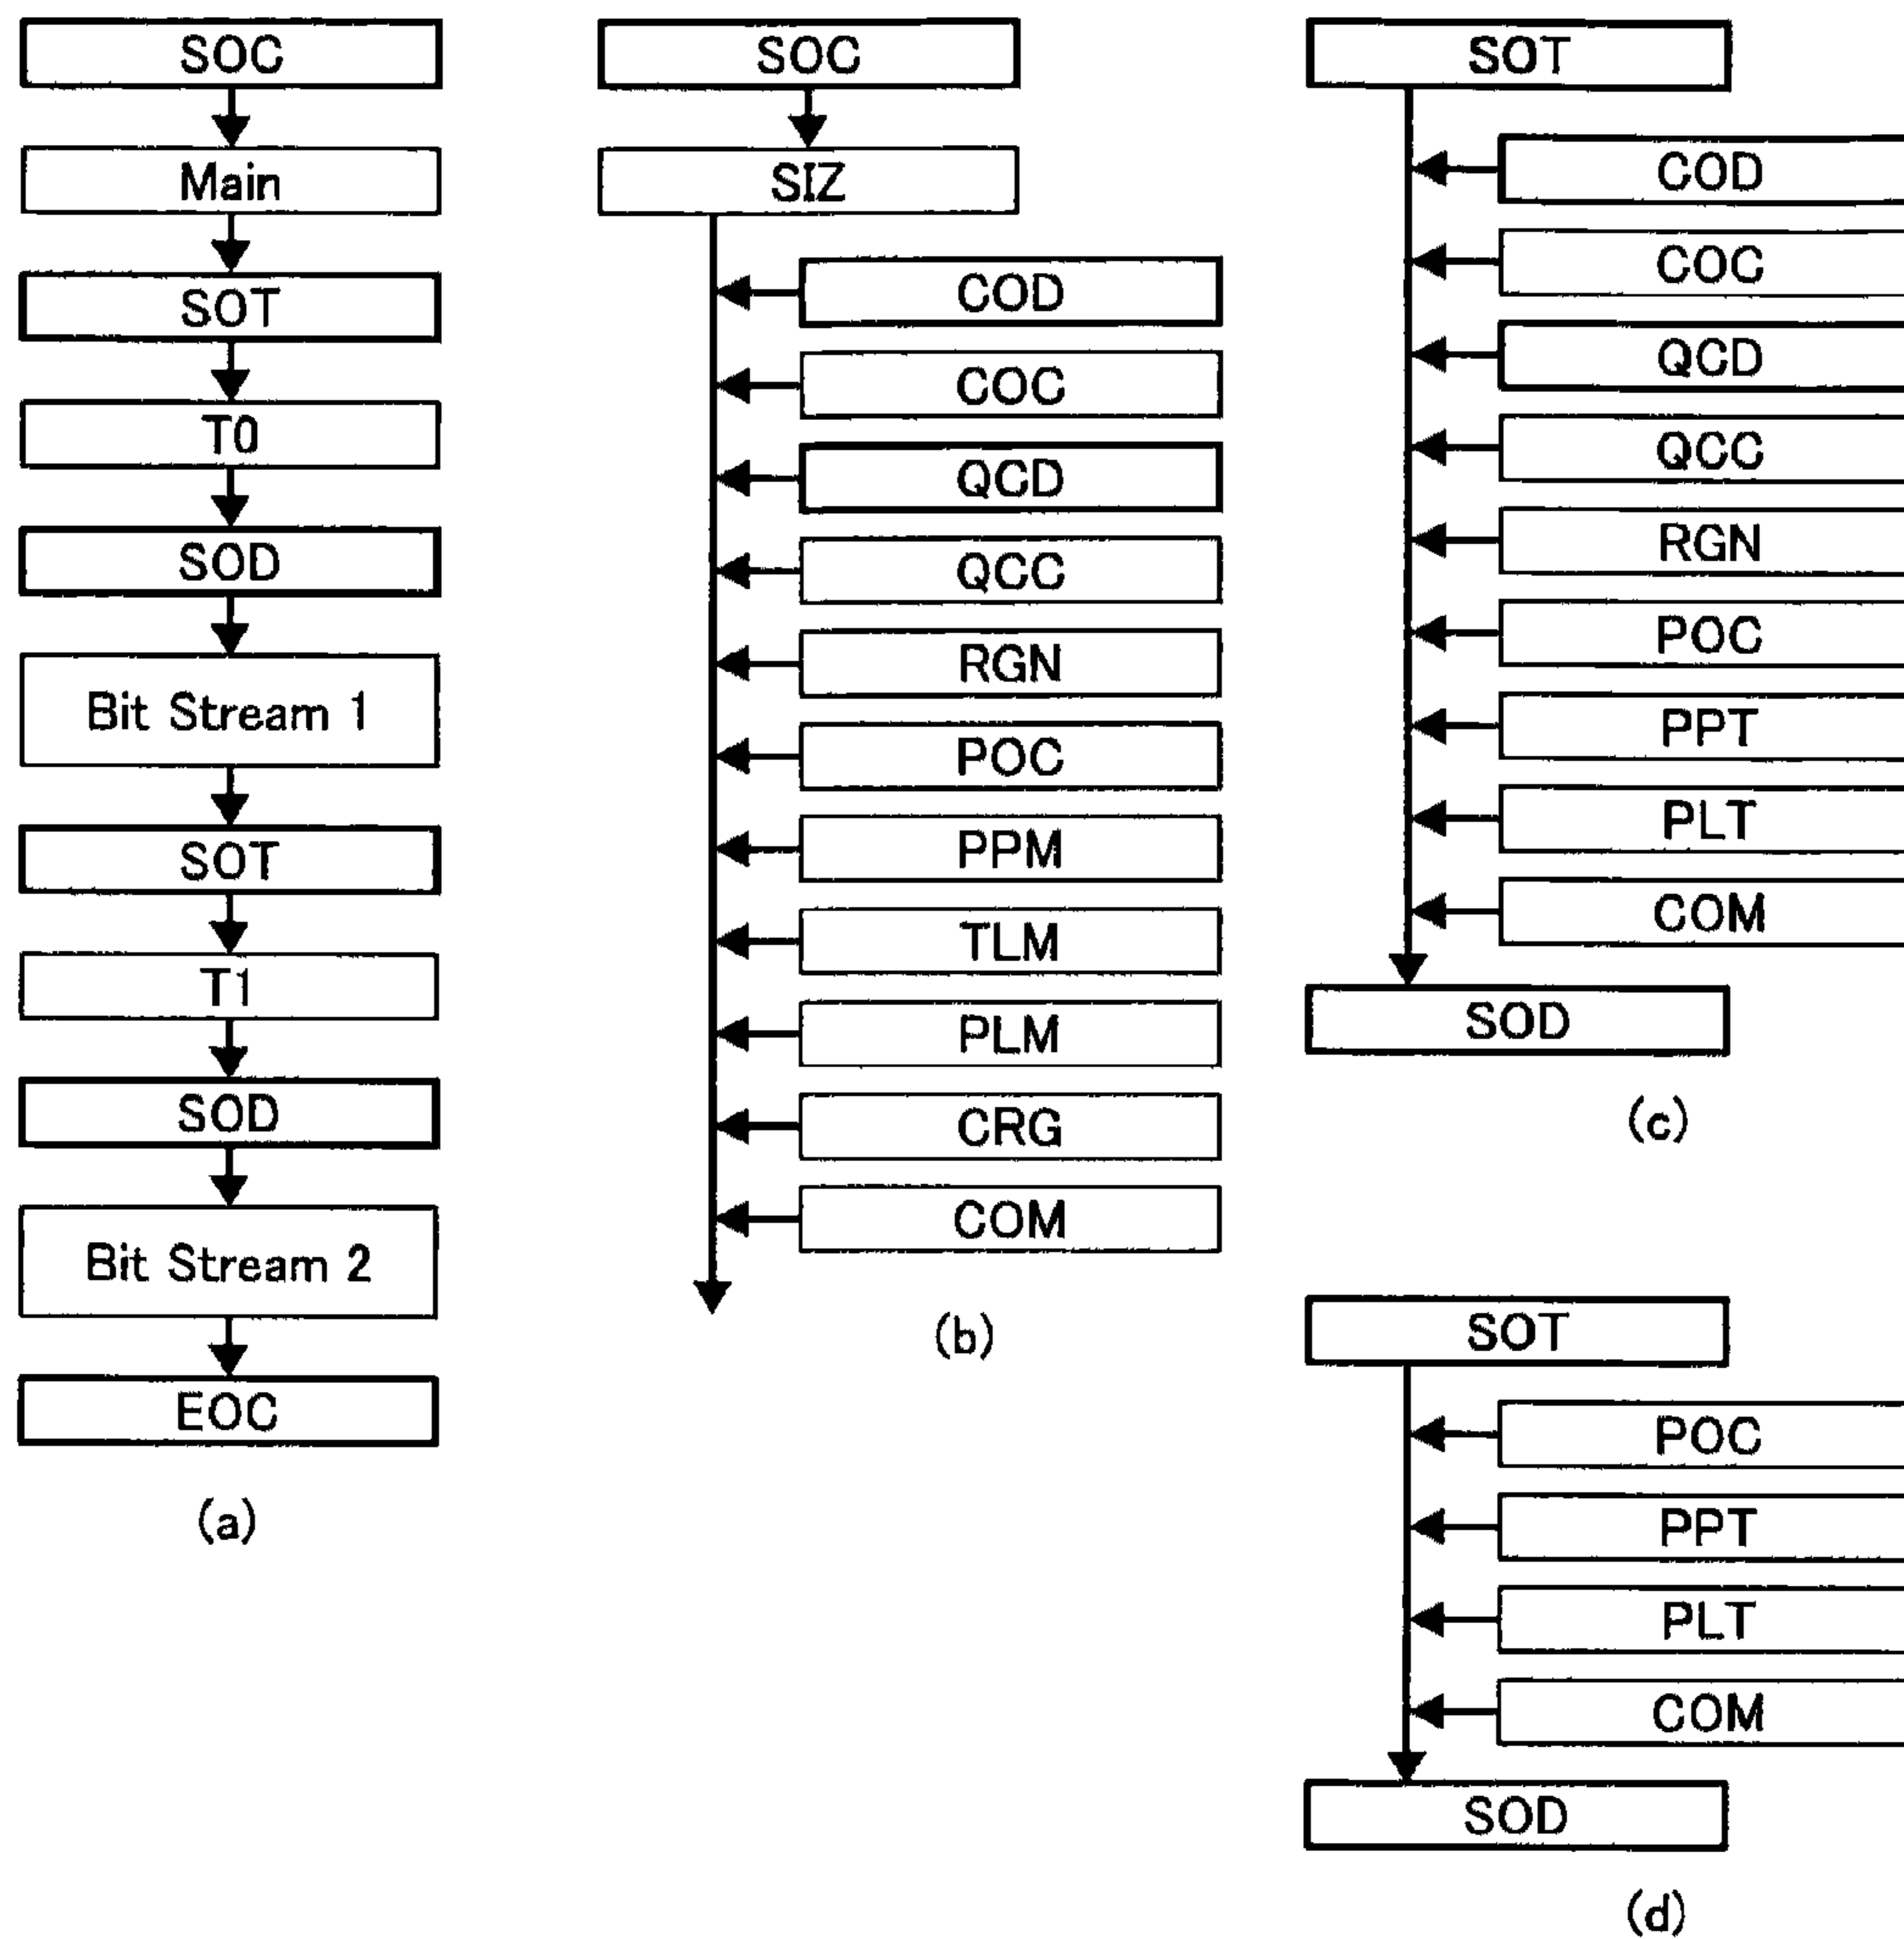 SOC
Main
SOT
T0
SOD
Bit Stream 1
SOT
T1
SOD
Bit Stream 2
EOC
(a)
SOC
SIZ
COD
COC
QCD
QCC
RGN
POC
PPM
TLM
PLM
CRG
COM
(b)
SOT
COD
COC
QCD
QCC
RGN
POC
PPT
PLT
COM
SOD
(c)
SOT
POC
PPT
PLT
COM
SOD
(d)